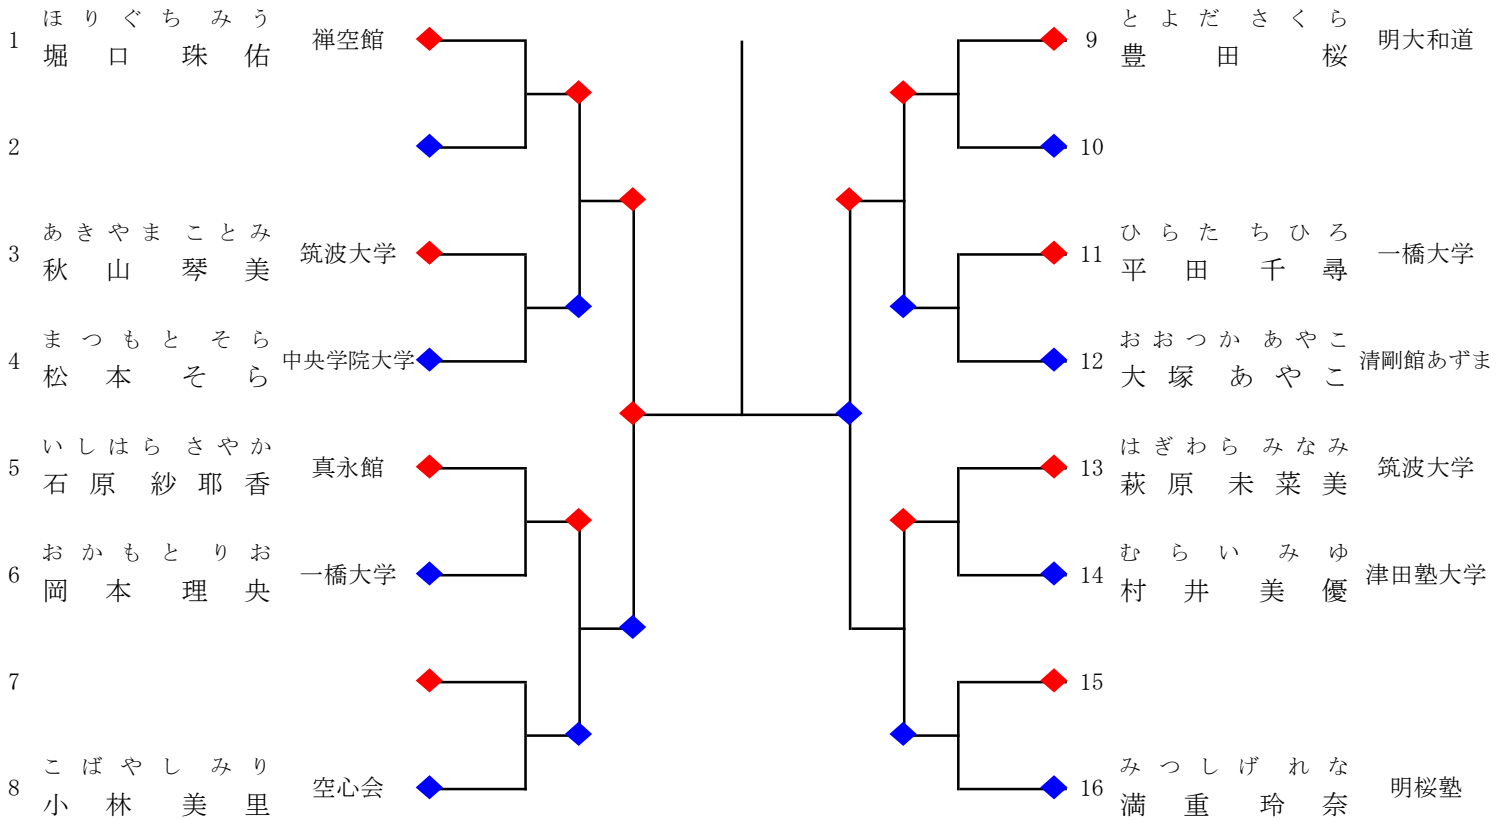 ほりぐち みう
1 堀口 珠佑 禅空館
2
あきやま ことみ
3 秋山 琴美 筑波大学
まつもと そら
4 松本 そら 中央学院大学
いしはら さやか
5 石原 紗耶香 真永館
おかもと りお
6 岡本 理央 一橋大学
7
こばやし みり
8 小林 美里 空心会
とよだ さくら
9 豊田 桜 明大和道
10
ひらた ちひろ
11 平田 千尋 一橋大学
おおつか あやこ
12 大塚 あやこ 清剛館あずま
はぎわら みなみ
13 萩原 未菜美 筑波大学
むらい みゆ
14 村井 美優 津田塾大学
15
みつしげ れな
16 満重 玲奈 明桜塾